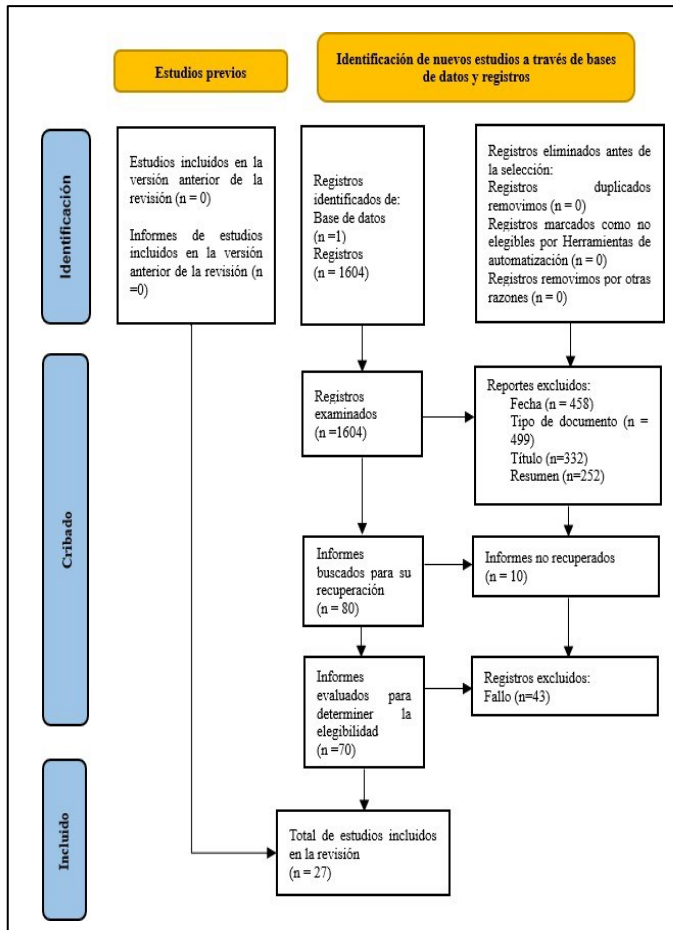 Estudios previos
Identificación de nuevos estudios a través de bases
de datos y registros
Identificación
Estudios incluidos en la
versión anterior de la
revisión (n = 0)
Informes de estudios
incluidos en la versión
anterior de la revisión (n
=0)
Registros
identificados de:
Base de datos
(n =1)
Registros
(n = 1604)
Registros eliminados antes de
la selección:
Registros duplicados
removimos (n = 0)
Registros marcados como no
elegibles por Herramientas de
automatización (n = 0)
Registros removimos por otras
razones (n = 0)
Cribado
Registros
examinados
(n =1604)
Reportes excluidos:
Fecha (n = 458)
Tipo de documento (n =
499)
Título (n=332)
Resumen (n=252)
Informes
buscados para su
recuperación
(n = 80)
Informes no recuperados
(n = 10)
Informes
evaluados para
determiner la
elegibilidad
(n =70)
Registros excluidos:
Fallo (n=43)
Incluido
Total de estudios incluidos
en la revisión
(n = 27)